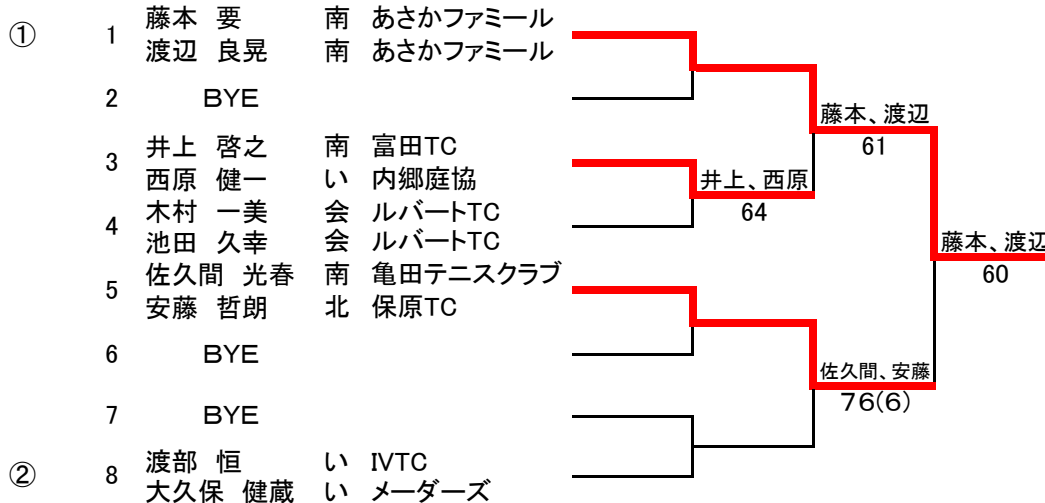 ① 1 藤本 要 南 あさかファミール
渡辺 良晃 南 あさかファミール
2 BYE
藤本、渡辺
61
3 井上 啓之 南 富田TC
西原 健一 い 内郷庭協
井上、西原
64
4 木村 一美 会 ルバートTC
池田 久幸 会 ルバートTC
藤本、渡辺
60
5 佐久間 光春 南 亀田テニスクラブ
安藤 哲朗 北 保原TC
6 BYE
佐久間、安藤
76(6)
7 BYE
② 8 渡部 恒 い IVTC
大久保 健蔵 い メーダーズ